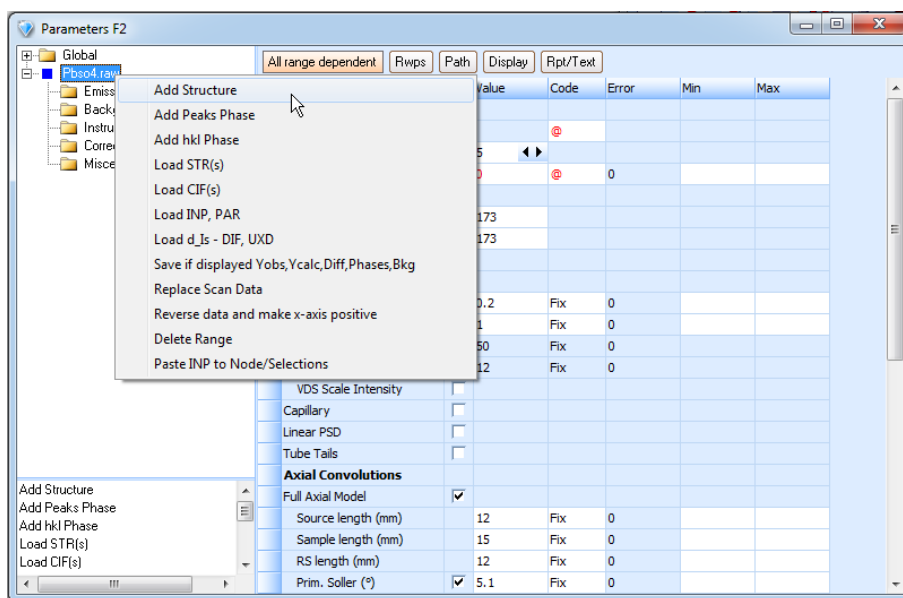 Parameters F2
Global
Pbso4.raw
All range dependent Rwps Path Display Rpt/Text
Value Code Error Min Max
Add Structure
Add Peaks Phase
@
Add hkl Phase
5
Load STR(s)
0 @ 0
Load CIF(s)
Load INP, PAR
173
Load d_Is - DIF, UXD
173
Save if displayed Yobs,Ycalc,Diff,Phases,Bkg
Replace Scan Data
0.2 Fix 0
Reverse data and make x-axis positive
1 Fix 0
Delete Range
50 Fix 0
Paste INP to Node/Selections
12 Fix 0
VDS Scale Intensity
Capillary
Linear PSD
Tube Tails
Axial Convolutions
Full Axial Model
Source length (mm) 12 Fix 0
Sample length (mm) 15 Fix 0
RS length (mm) 12 Fix 0
Prim. Soller (°) 5.1 Fix 0
Add Structure
Add Peaks Phase
Add hkl Phase
Load STR(s)
Load CIF(s)